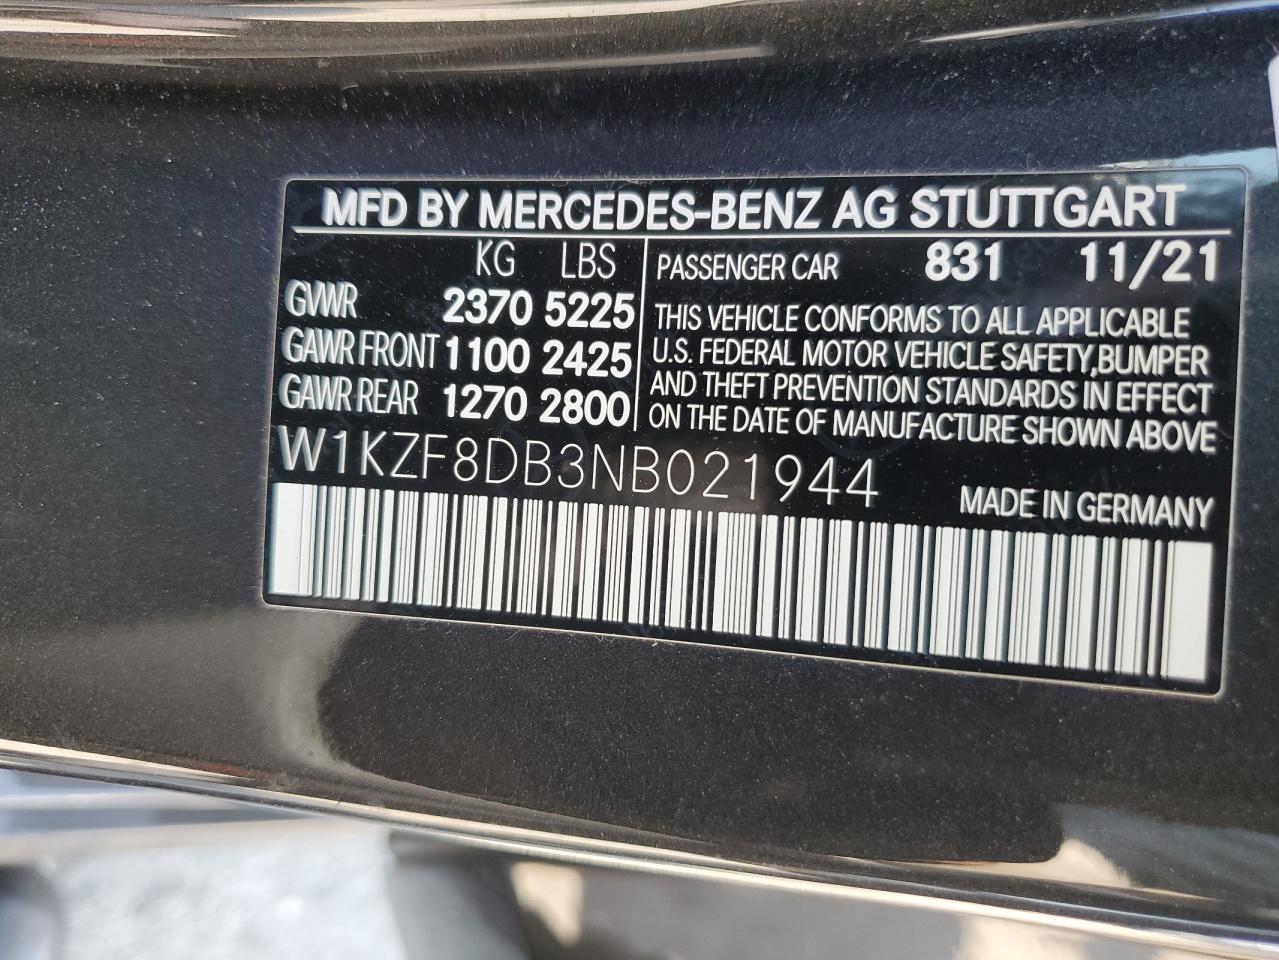 MFD BY MERCEDES-BENZ AG STUTTGART
KG LBS
GVWR 2370 5225
GAWR FRONT 1100 2425
GAWR REAR 1270 2800
PASSENGER CAR 831 11/21
THIS VEHICLE CONFORMS TO ALL APPLICABLE
U.S. FEDERAL MOTOR VEHICLE SAFETY,BUMPER
AND THEFT PREVENTION STANDARDS IN EFFECT
ON THE DATE OF MANUFACTURE SHOWN ABOVE
W1KZF8DB3NB021944
MADE IN GERMANY